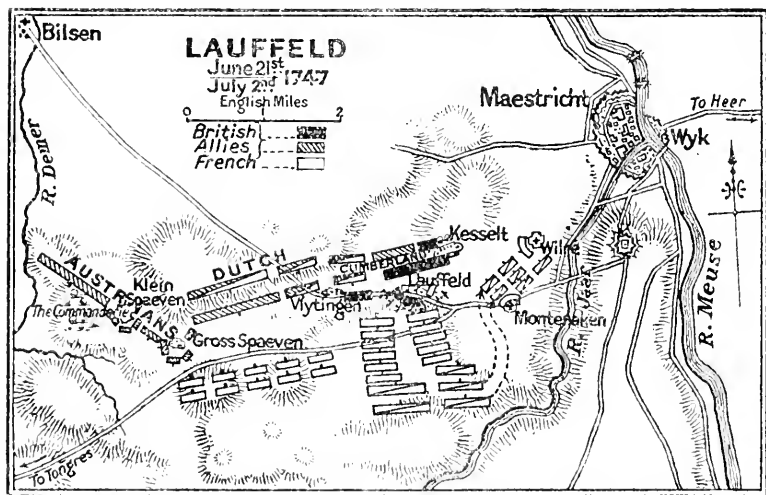 Bilsen
LAUFFELD
June 21st
July 2nd 1747
English Miles
0 2
British
Allies
French
Maestricht
To Heer
Wyk
R. Demer
Kesselt
Wilre
DUTCH
CUMBERLAND
AUSTRIANS
Klein
Spaeven
The Commanderie
Lauffeld
Vlytingen
Montenaken
R. Jaar
R. Meuse
Gross Spaeven
To Tongres